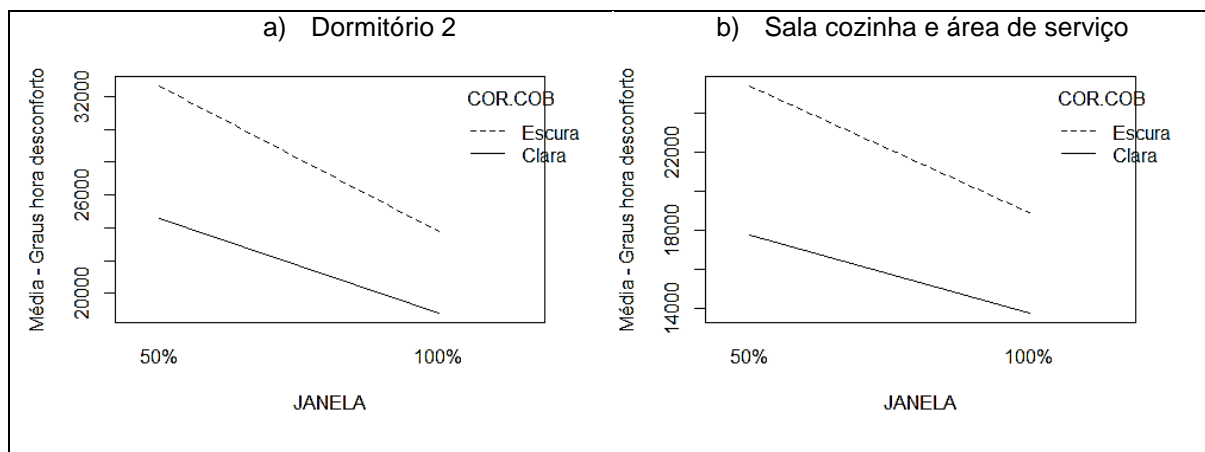 a) Dormitório 2
Média - Graus hora desconforto
32000
26000
20000
COR.COB
Escura
Clara
50% 100%
JANELA
b) Sala cozinha e área de serviço
Média - Graus hora desconforto
22000
18000
14000
COR.COB
Escura
Clara
50% 100%
JANELA